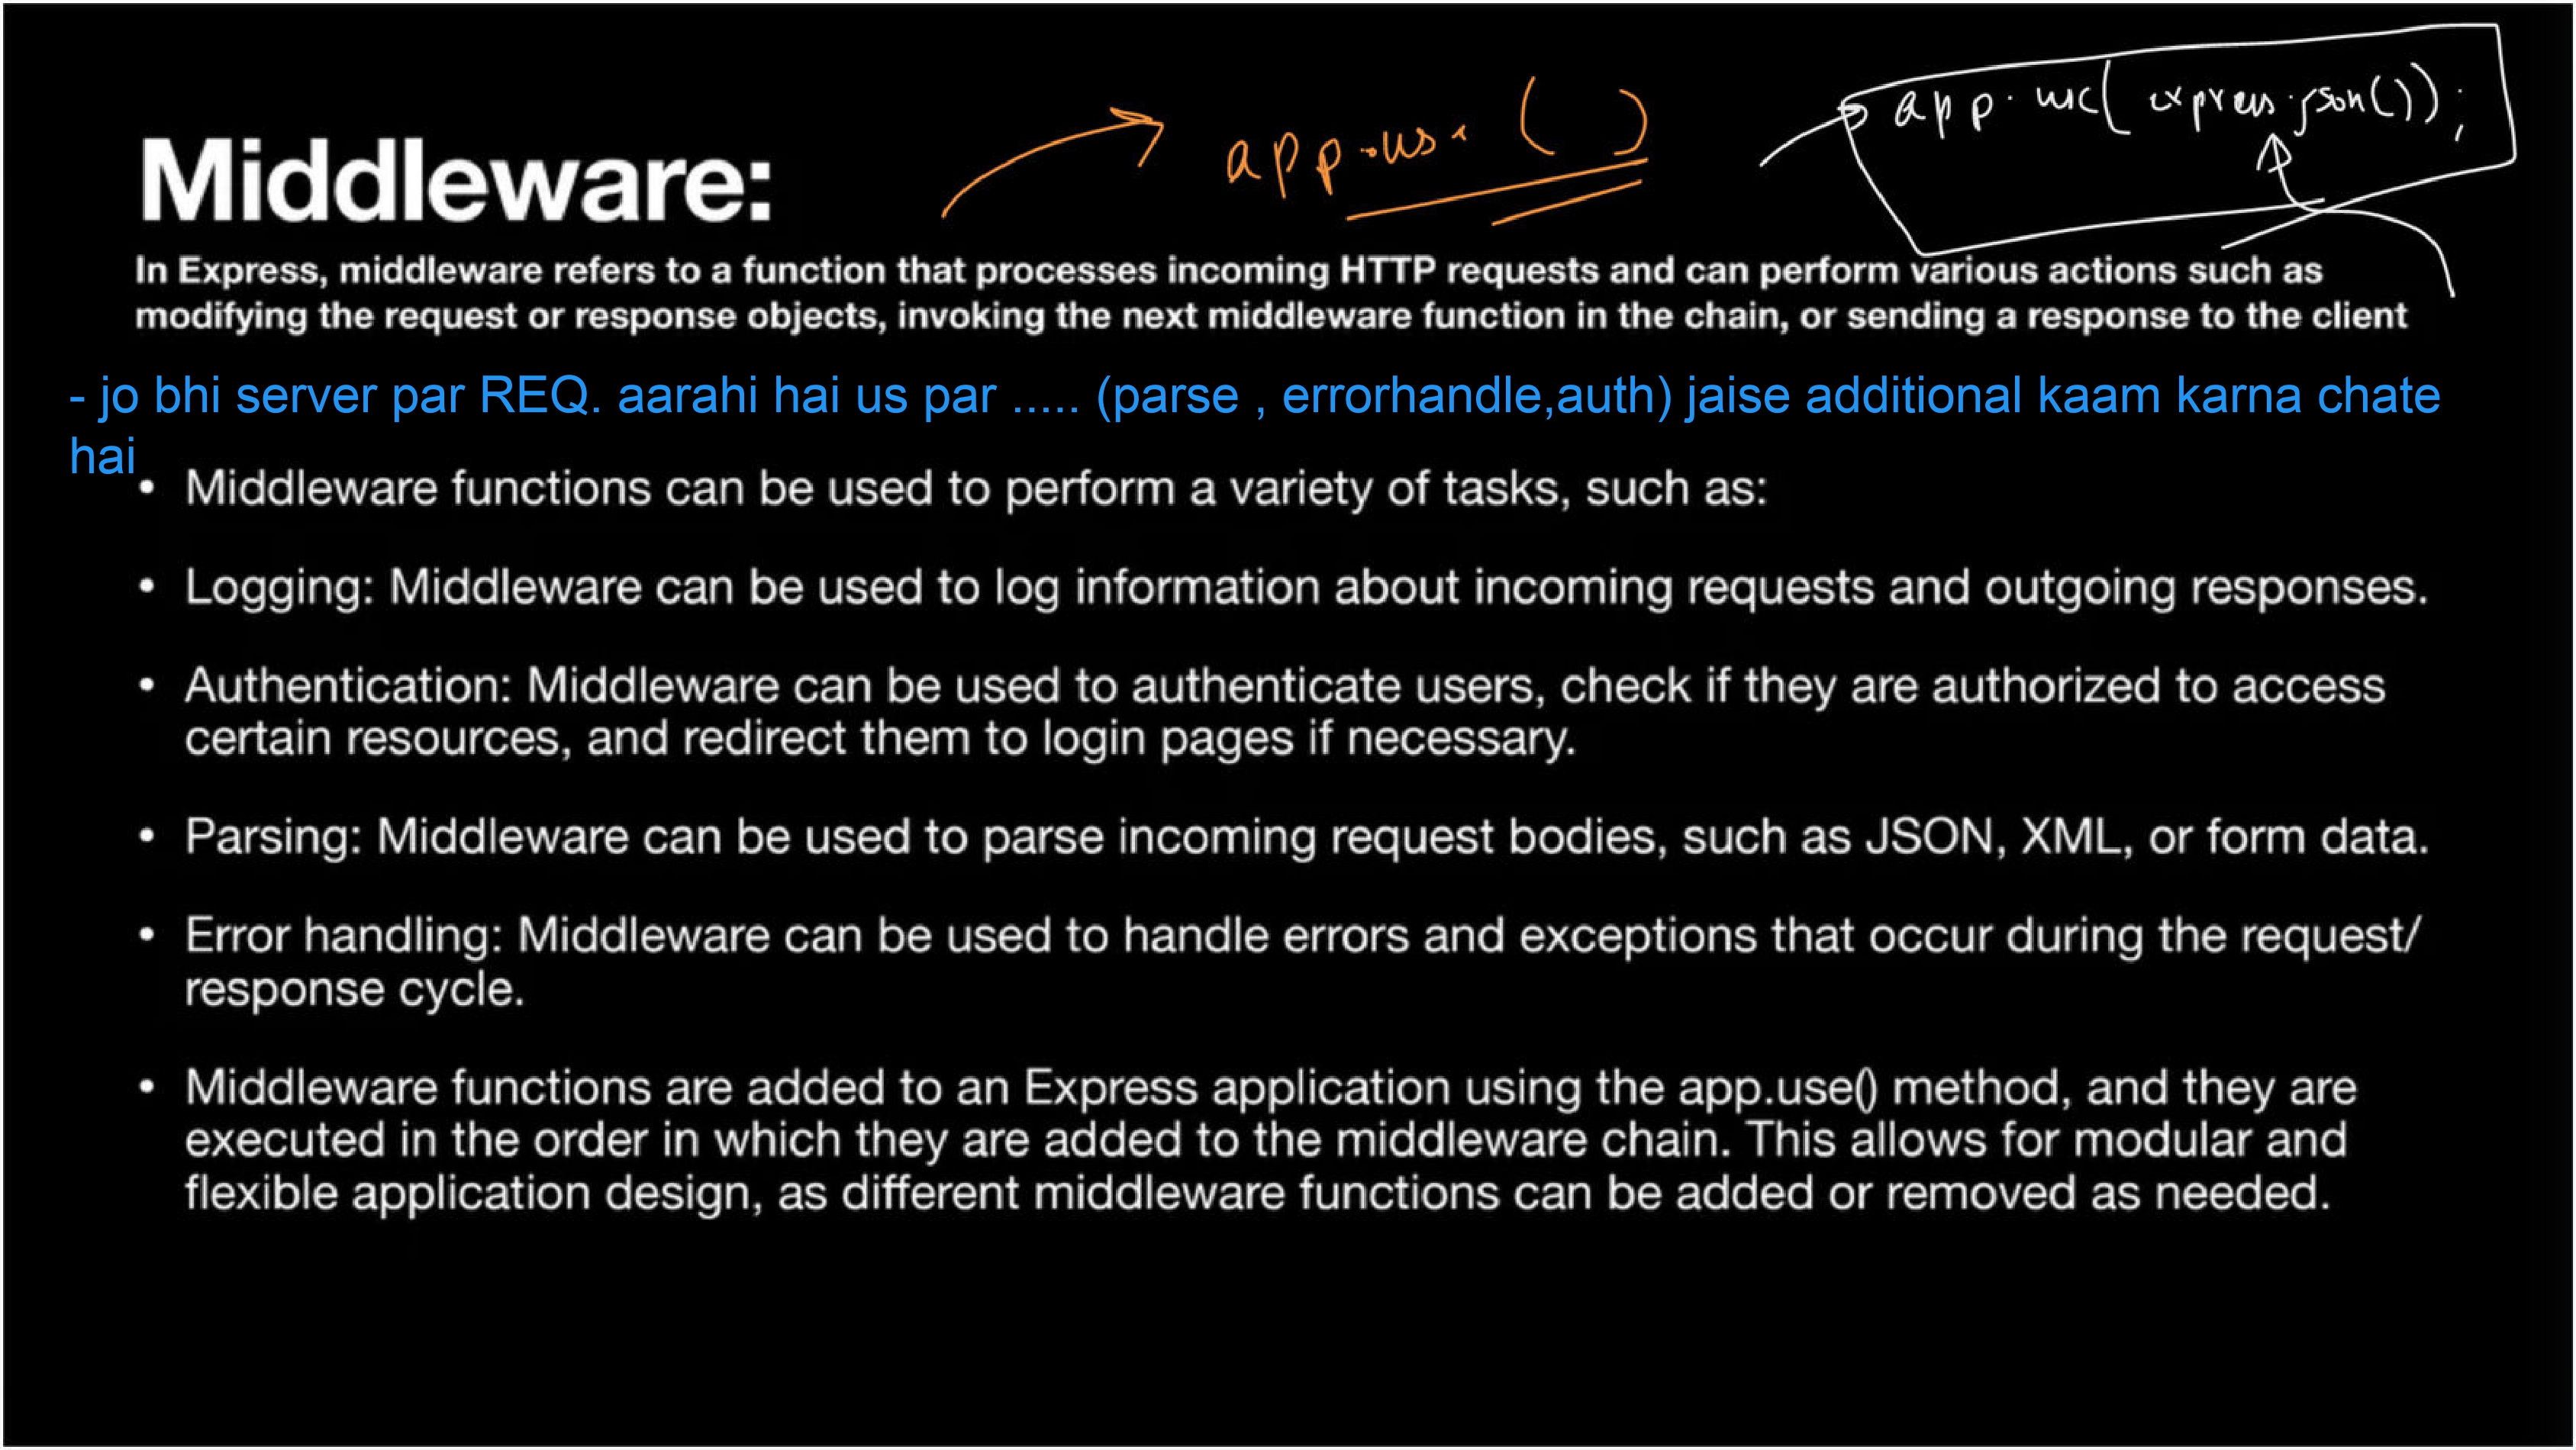 app.use ( )
app.use( express.json());
Middleware:
In Express, middleware refers to a function that processes incoming HTTP requests and can perform various actions such as
modifying the request or response objects, invoking the next middleware function in the chain, or sending a response to the client
- jo bhi server par REQ. aarahi hai us par ..... (parse , errorhandle,auth) jaise additional kaam karna chate
hai
• Middleware functions can be used to perform a variety of tasks, such as:
• Logging: Middleware can be used to log information about incoming requests and outgoing responses.
• Authentication: Middleware can be used to authenticate users, check if they are authorized to access
certain resources, and redirect them to login pages if necessary.
• Parsing: Middleware can be used to parse incoming request bodies, such as JSON, XML, or form data.
• Error handling: Middleware can be used to handle errors and exceptions that occur during the request/
response cycle.
• Middleware functions are added to an Express application using the app.use() method, and they are
executed in the order in which they are added to the middleware chain. This allows for modular and
flexible application design, as different middleware functions can be added or removed as needed.